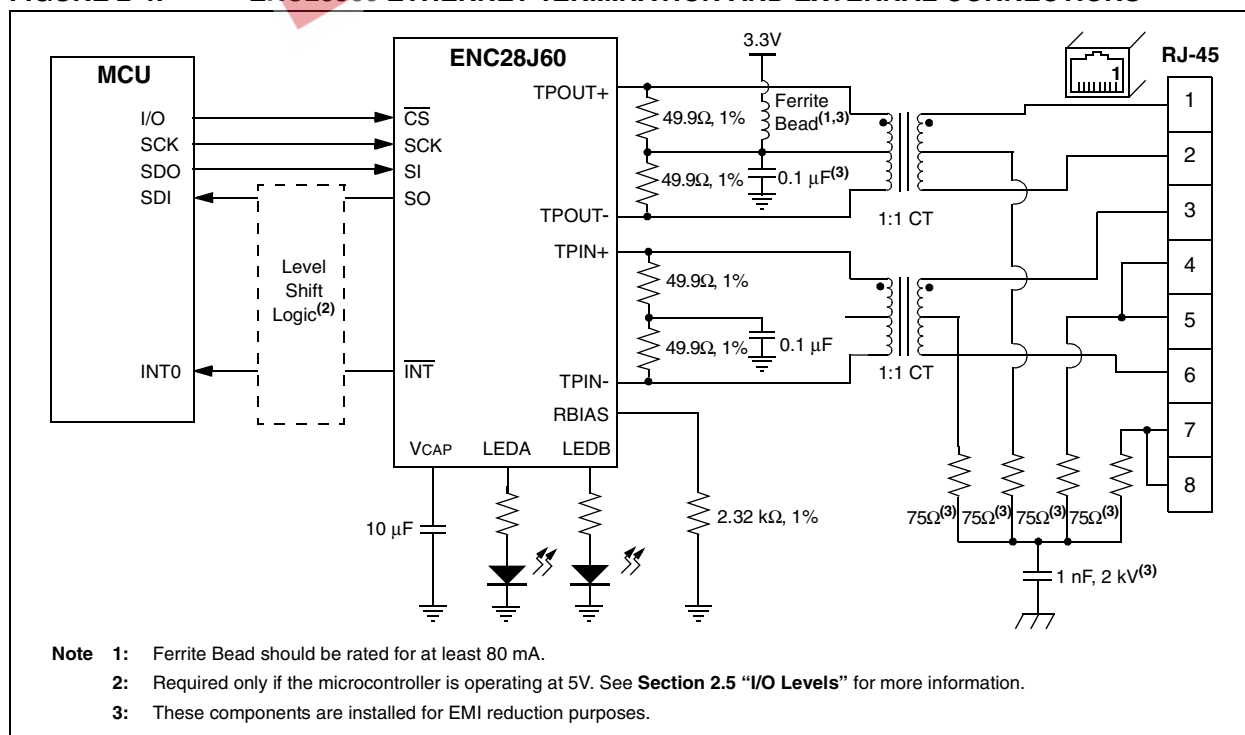 MCU
I/O
SCK
SDO
SDI
INT0
Level
Shift
Logic(2)
ENC28J60
CS
SCK
SI
SO
INT
TPOUT+
TPOUT-
TPIN+
TPIN-
RBIAS
VCAP LEDA LEDB
10 µF
2.32 kΩ, 1%
49.9Ω, 1%
49.9Ω, 1%
49.9Ω, 1%
49.9Ω, 1%
3.3V
Ferrite
Bead(1,3)
0.1 µF(3)
0.1 µF
1:1 CT
1:1 CT
1
RJ-45
1
2
3
4
5
6
7
8
75Ω(3) 75Ω(3) 75Ω(3) 75Ω(3)
1 nF, 2 kV(3)
Note 1: Ferrite Bead should be rated for at least 80 mA.
2: Required only if the microcontroller is operating at 5V. See Section 2.5 “I/O Levels” for more information.
3: These components are installed for EMI reduction purposes.